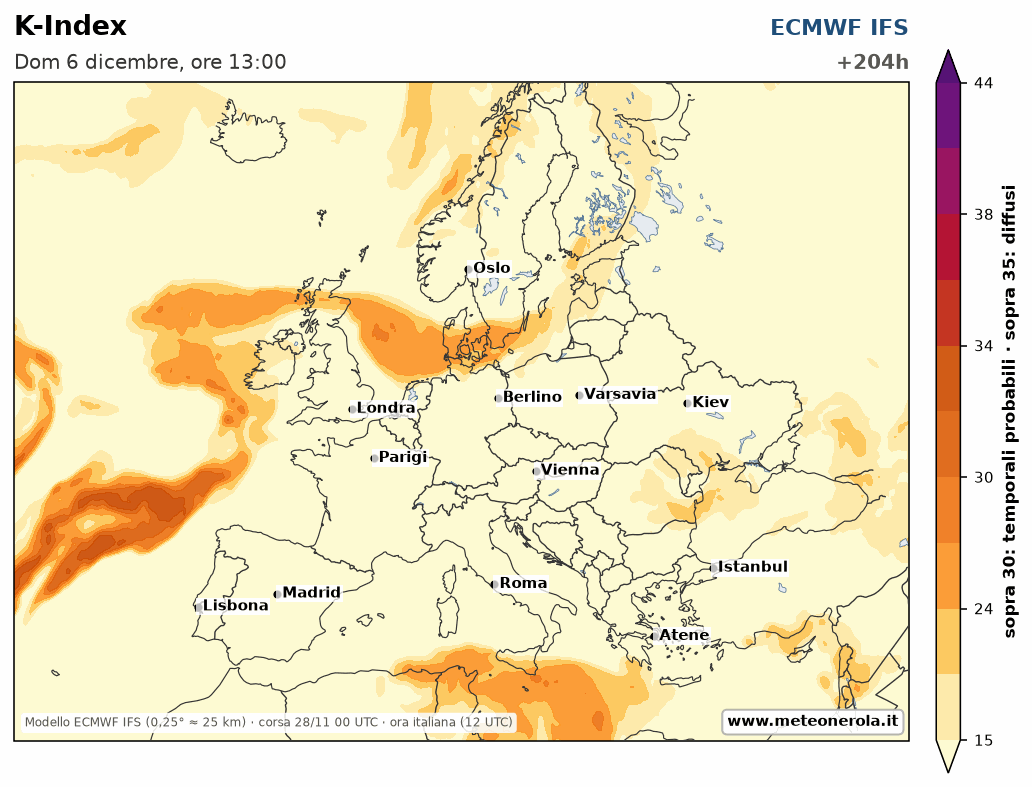 K-Index
ECMWF IFS
Dom 6 dicembre, ore 13:00
+204h
44
38
34
30
24
15
sopra 30: temporali probabili · sopra 35: diffusi
Oslo
Londra
Berlino
Varsavia
Kiev
Parigi
Vienna
Istanbul
Roma
Madrid
Lisbona
Atene
Modello ECMWF IFS (0,25° ≈ 25 km) · corsa 28/11 00 UTC · ora italiana (12 UTC)
www.meteonerola.it